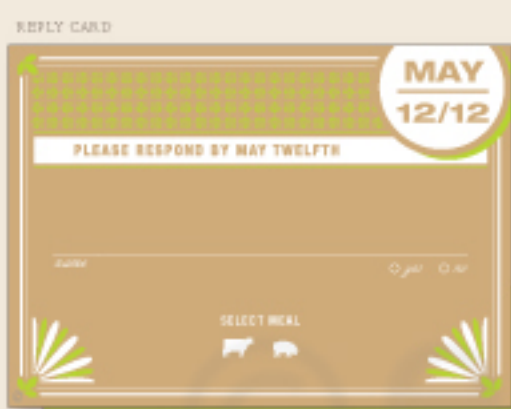 REPLY CARD
MAY
12/12
PLEASE RESPOND BY MAY TWELFTH
name
yes no
SELECT MEAL